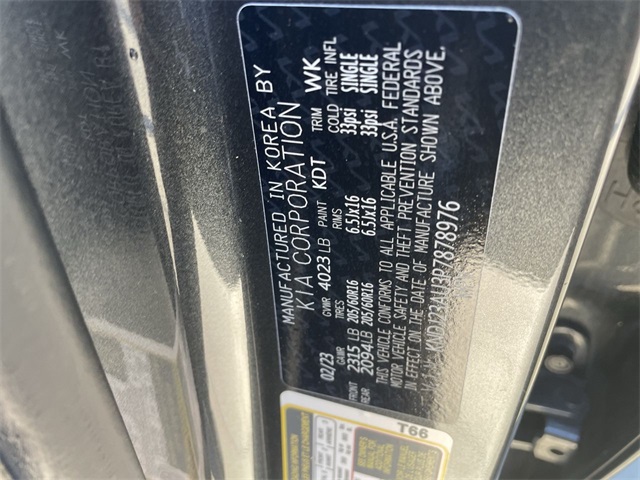 MANUFACTURED IN KOREA BY
KIA CORPORATION
02/23 GVWR 4023 LB PAINT KDT TRIM WK
GAWR TIRES RIMS COLD TIRE INFL
FRONT 2315 LB 205/60R16 6.5Jx16 33psi SINGLE
REAR 2094 LB 205/60R16 6.5Jx16 33psi SINGLE
THIS VEHICLE CONFORMS TO ALL APPLICABLE U.S.A. FEDERAL
MOTOR VEHICLE SAFETY AND THEFT PREVENTION STANDARDS
IN EFFECT ON THE DATE OF MANUFACTURE SHOWN ABOVE.
KNDJ23AU3P7878976
T66